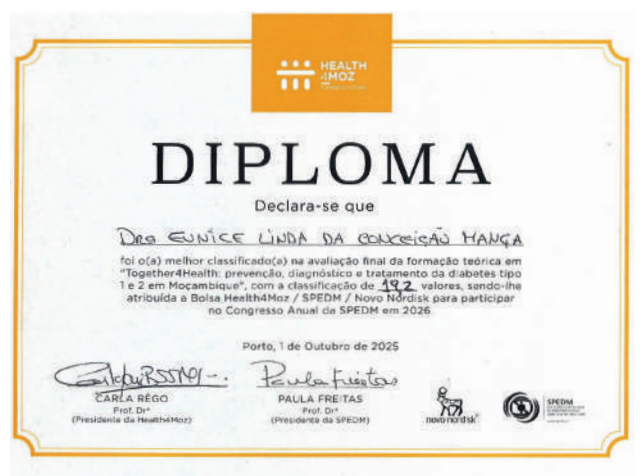 HEALTH
4MOZ
DIPLOMA
Declara-se que
Dra EUNICE LINDA DA CONCEIÇÃO MANGA
foi o(a) melhor classificado(a) na avaliação final da formação teórica em
"Together4Health: prevenção, diagnóstico e tratamento da diabetes tipo
1 e 2 em Moçambique", com a classificação de 19,2 valores, sendo-lhe
atribuída a Bolsa Health4Moz / SPEDM / Novo Nordisk para participar
no Congresso Anual da SPEDM em 2026
Porto, 1 de Outubro de 2025
Paula Freitas
CARLA RÊGO
Prof. Drª
(Presidente da Health4Moz)
PAULA FREITAS
Prof. Drª
(Presidente da SPEDM)
novo nordisk
SPEDM